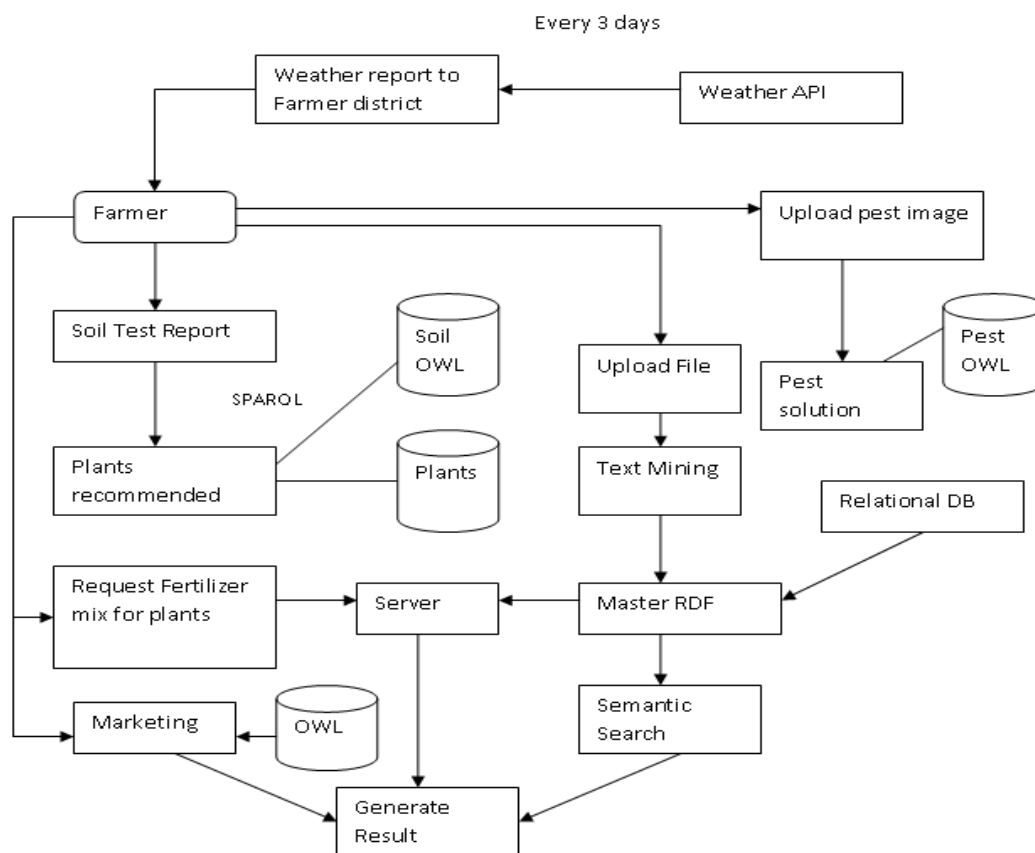 Every 3 days
Weather report to
Farmer district
Weather API
Farmer
Upload pest image
Soil Test Report
Soil
OWL
Upload File
Pest
OWL
Pest
solution
SPAROL
Plants
recommended
Plants
Text Mining
Relational DB
Request Fertilizer
mix for plants
Server
Master RDF
Marketing
OWL
Semantic
Search
Generate
Result